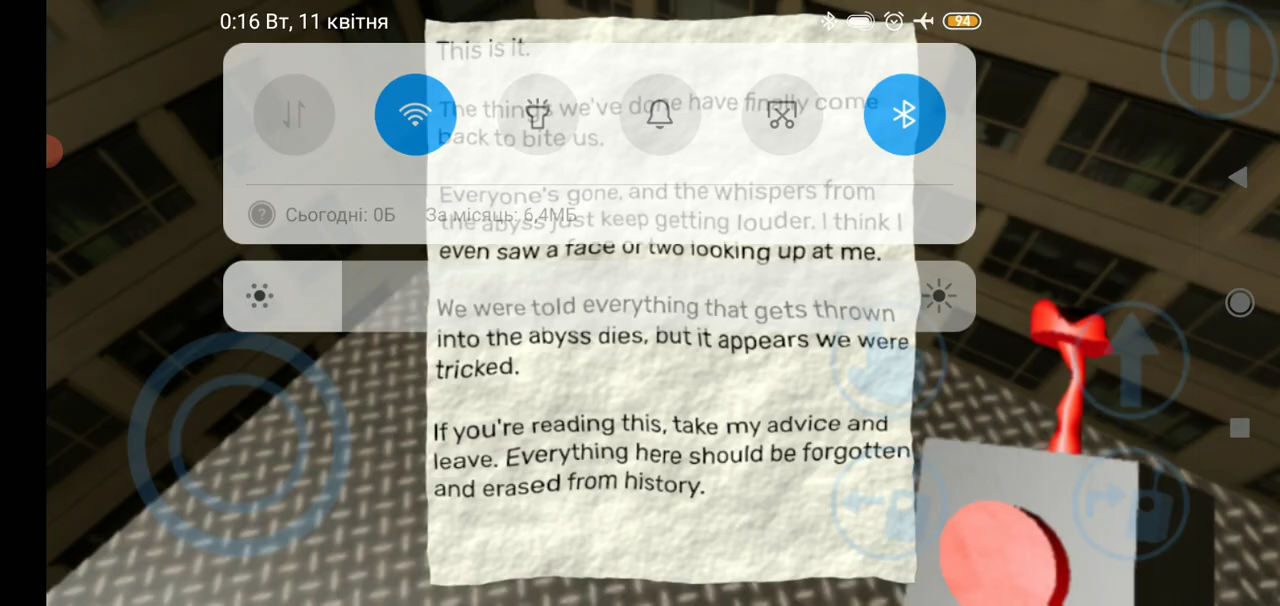 0:16 Вт, 11 квітня
94
This is it.
The things we've done have finally come
back to bite us.
Everyone's gone, and the whispers from
Сьогодні: 0Б За місяць: 6,4МБ
the abyss just keep getting louder. I think I
even saw a face or two looking up at me.
We were told everything that gets thrown
into the abyss dies, but it appears we were
tricked.
If you're reading this, take my advice and
leave. Everything here should be forgotten
and erased from history.